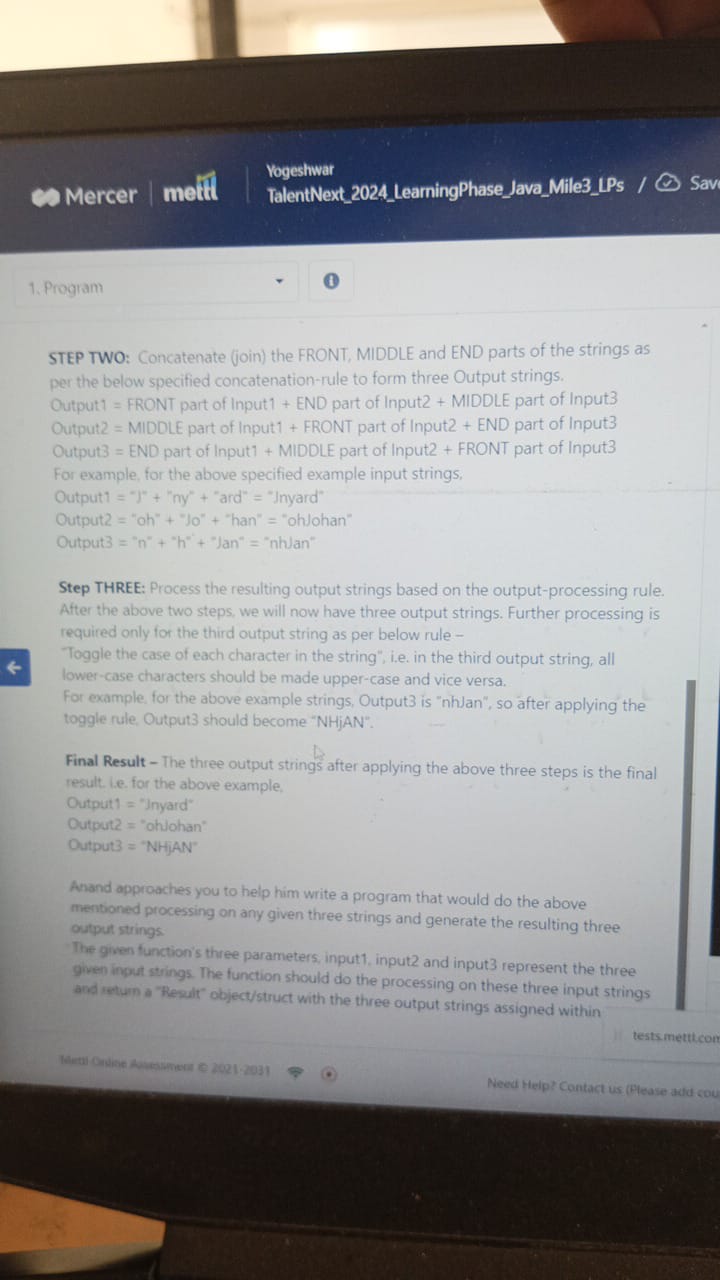 Mercer | mettl
Yogeshwar
TalentNext_2024_LearningPhase_Java_Mile3_LPs / Save
1. Program
STEP TWO: Concatenate (join) the FRONT, MIDDLE and END parts of the strings as
per the below specified concatenation-rule to form three Output strings.
Output1 = FRONT part of Input1 + END part of Input2 + MIDDLE part of Input3
Output2 = MIDDLE part of Input1 + FRONT part of Input2 + END part of Input3
Output3 = END part of Input1 + MIDDLE part of Input2 + FRONT part of Input3
For example, for the above specified example input strings,
Output1 = "J" + "ny" + "ard" = "Jnyard"
Output2 = "oh" + "Jo" + "han" = "ohJohan"
Output3 = "n" + "h" + "Jan" = "nhJan"
Step THREE: Process the resulting output strings based on the output-processing rule.
After the above two steps, we will now have three output strings. Further processing is
required only for the third output string as per below rule –
"Toggle the case of each character in the string", i.e. in the third output string, all
lower-case characters should be made upper-case and vice versa.
For example, for the above example strings, Output3 is "nhJan", so after applying the
toggle rule, Output3 should become "NHjAN".
Final Result – The three output strings after applying the above three steps is the final
result. i.e. for the above example,
Output1 = "Jnyard"
Output2 = "ohJohan"
Output3 = "NHjAN"
Anand approaches you to help him write a program that would do the above
mentioned processing on any given three strings and generate the resulting three
output strings.
The given function's three parameters, input1, input2 and input3 represent the three
given input strings. The function should do the processing on these three input strings
and return a "Result" object/struct with the three output strings assigned within
tests.mettl.com
Mettl Online Assessment © 2021-2031
Need Help? Contact us (Please add cou